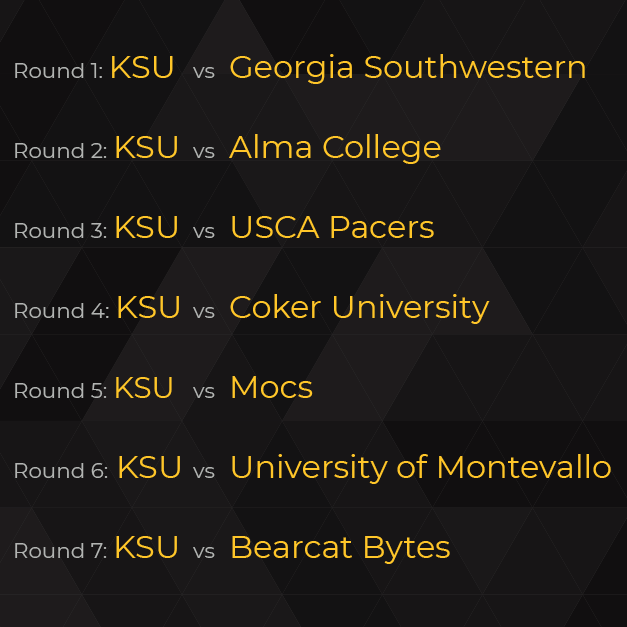 Round 1: KSU vs Georgia Southwestern
Round 2: KSU vs Alma College
Round 3: KSU vs USCA Pacers
Round 4: KSU vs Coker University
Round 5: KSU vs Mocs
Round 6: KSU vs University of Montevallo
Round 7: KSU vs Bearcat Bytes